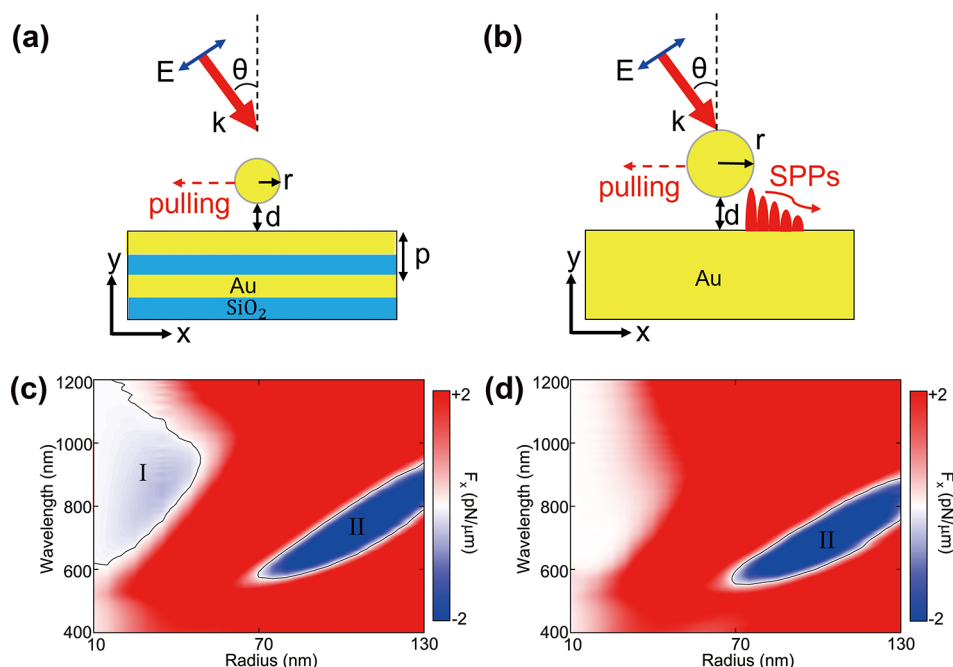 (a)
E
θ
k
r
pulling
d
p
y
Au
SiO₂
x
(b)
E
θ
k
r
pulling
SPPs
d
y
Au
x
(c)
1200
1000
800
600
400
Wavelength (nm)
I
II
10
70
130
Radius (nm)
+2
Fₓ (pN/μm)
-2
(d)
1200
1000
800
600
400
Wavelength (nm)
II
10
70
130
Radius (nm)
+2
Fₓ (pN/μm)
-2